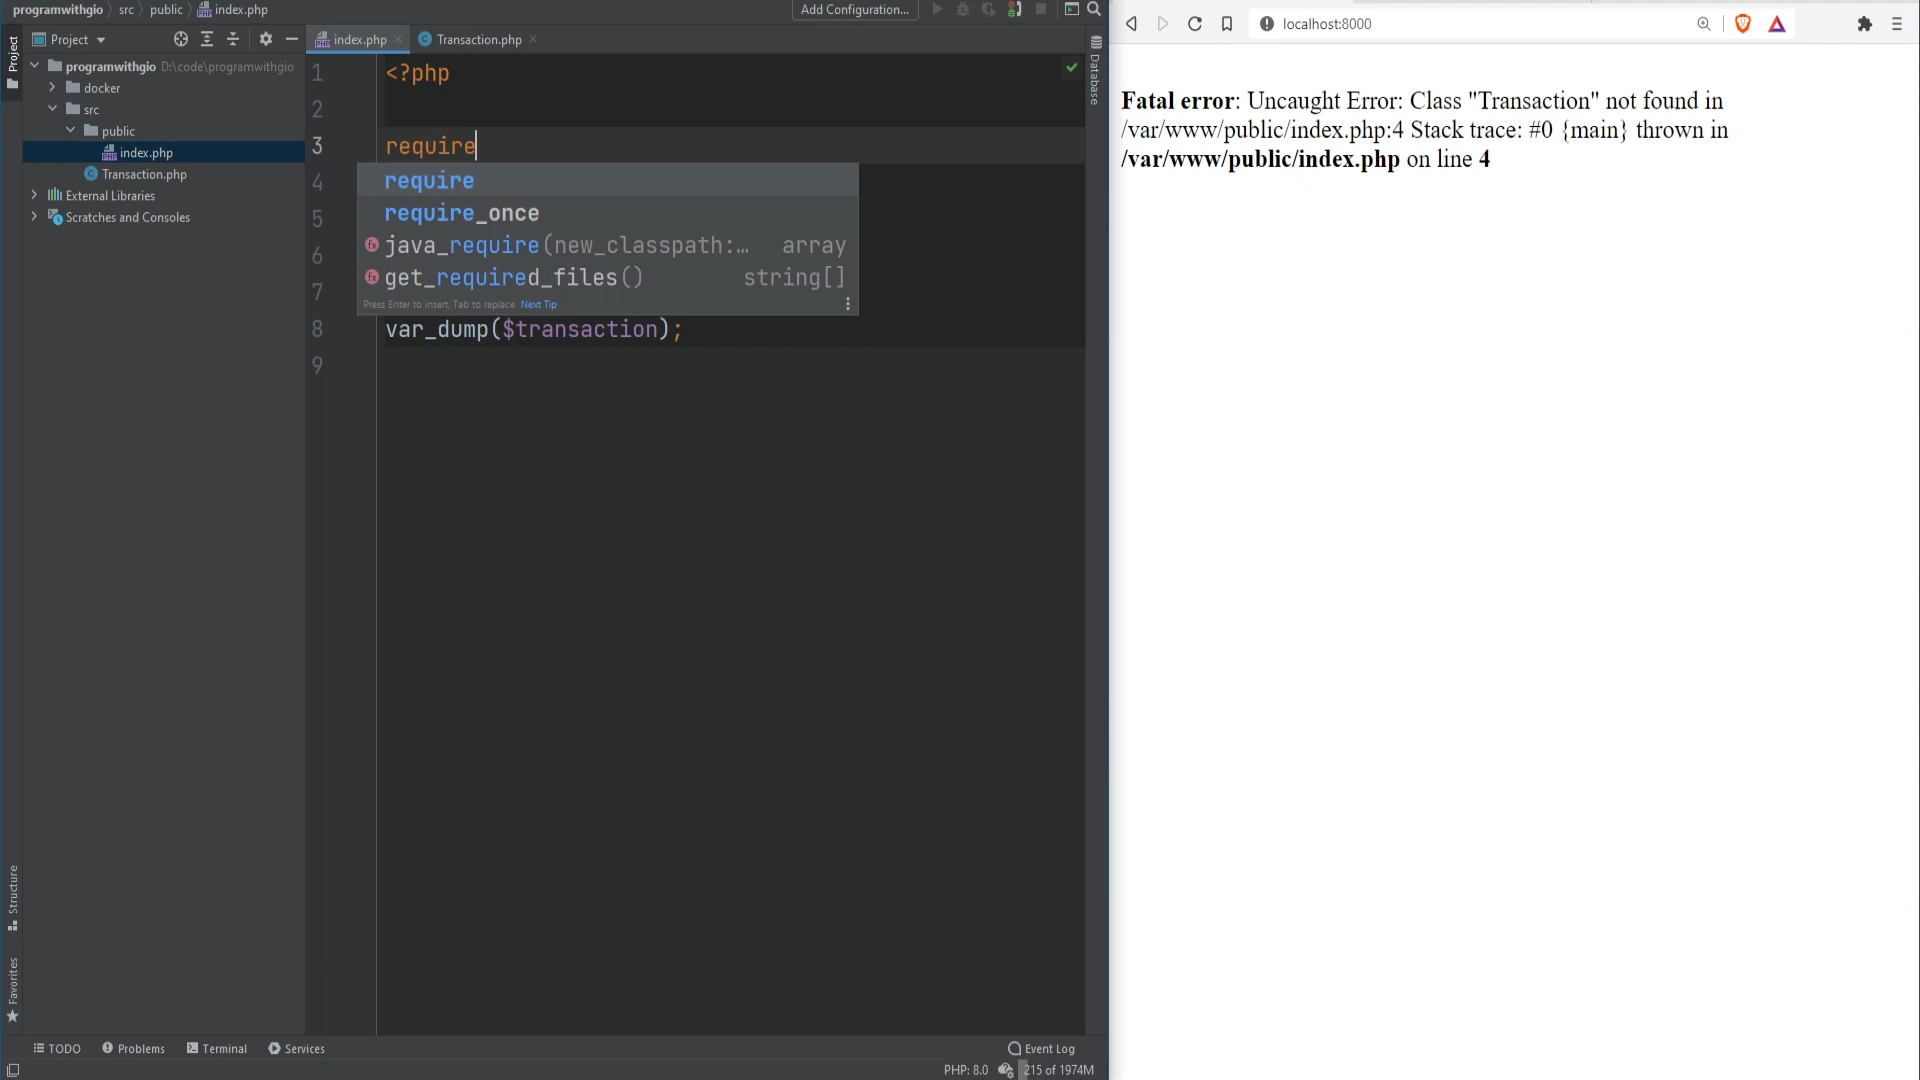 programwithgio src public index.php
Add Configuration...
localhost:8000
Project
Project
index.php
Transaction.php
Database
programwithgio D:\code\programwithgio
docker
src
public
index.php
Transaction.php
External Libraries
Scratches and Consoles
1 <?php
2
3 require
4
5
6
7
require
require_once
java_require(new_classpath:… array
get_required_files() string[]
Press Enter to insert, Tab to replace Next Tip
8 var_dump($transaction);
9
Fatal error: Uncaught Error: Class "Transaction" not found in
/var/www/public/index.php:4 Stack trace: #0 {main} thrown in
/var/www/public/index.php on line 4
Structure
Favorites
TODO Problems Terminal Services Event Log
PHP: 8.0 215 of 1974M